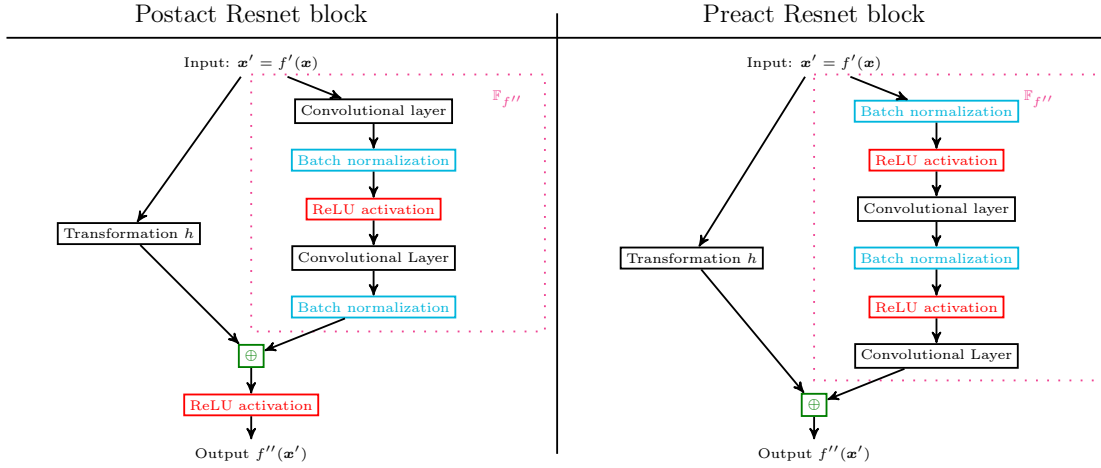 Postact Resnet block
Input: x′ = f′(x)
𝔽f′′
Convolutional layer
Batch normalization
ReLU activation
Transformation h
Convolutional Layer
Batch normalization
⊕
ReLU activation
Output f′′(x′)
Preact Resnet block
Input: x′ = f′(x)
𝔽f′′
Batch normalization
ReLU activation
Convolutional layer
Transformation h
Batch normalization
ReLU activation
Convolutional Layer
⊕
Output f′′(x′)